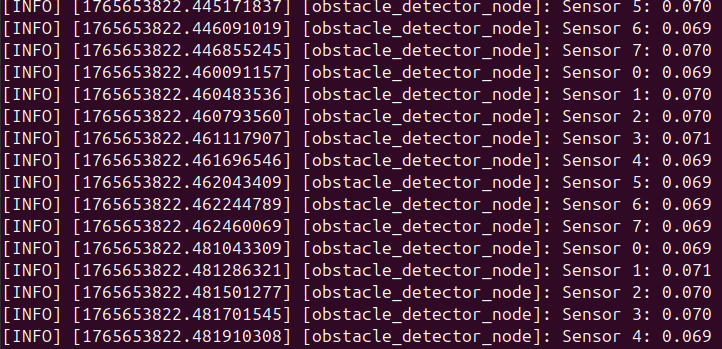 [INFO] [1765653822.445171837] [obstacle_detector_node]: Sensor 5: 0.070
[INFO] [1765653822.446091019] [obstacle_detector_node]: Sensor 6: 0.069
[INFO] [1765653822.446855245] [obstacle_detector_node]: Sensor 7: 0.070
[INFO] [1765653822.460091157] [obstacle_detector_node]: Sensor 0: 0.069
[INFO] [1765653822.460483536] [obstacle_detector_node]: Sensor 1: 0.070
[INFO] [1765653822.460793560] [obstacle_detector_node]: Sensor 2: 0.070
[INFO] [1765653822.461117907] [obstacle_detector_node]: Sensor 3: 0.071
[INFO] [1765653822.461696546] [obstacle_detector_node]: Sensor 4: 0.069
[INFO] [1765653822.462043409] [obstacle_detector_node]: Sensor 5: 0.069
[INFO] [1765653822.462244789] [obstacle_detector_node]: Sensor 6: 0.069
[INFO] [1765653822.462460069] [obstacle_detector_node]: Sensor 7: 0.069
[INFO] [1765653822.481043309] [obstacle_detector_node]: Sensor 0: 0.069
[INFO] [1765653822.481286321] [obstacle_detector_node]: Sensor 1: 0.071
[INFO] [1765653822.481501277] [obstacle_detector_node]: Sensor 2: 0.070
[INFO] [1765653822.481701545] [obstacle_detector_node]: Sensor 3: 0.070
[INFO] [1765653822.481910308] [obstacle_detector_node]: Sensor 4: 0.069